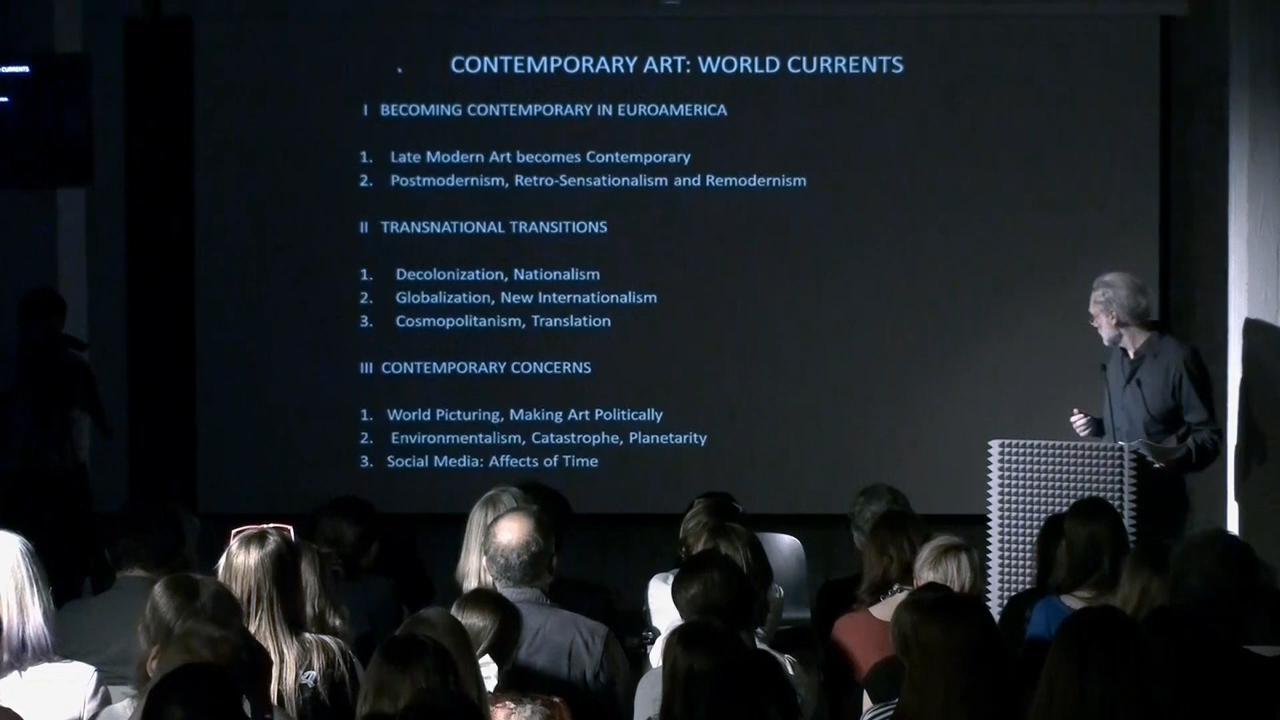 CONTEMPORARY ART: WORLD CURRENTS
I BECOMING CONTEMPORARY IN EUROAMERICA
1. Late Modern Art becomes Contemporary
2. Postmodernism, Retro-Sensationalism and Remodernism
II TRANSNATIONAL TRANSITIONS
1. Decolonization, Nationalism
2. Globalization, New Internationalism
3. Cosmopolitanism, Translation
III CONTEMPORARY CONCERNS
1. World Picturing, Making Art Politically
2. Environmentalism, Catastrophe, Planetarity
3. Social Media: Affects of Time
CURRENTS